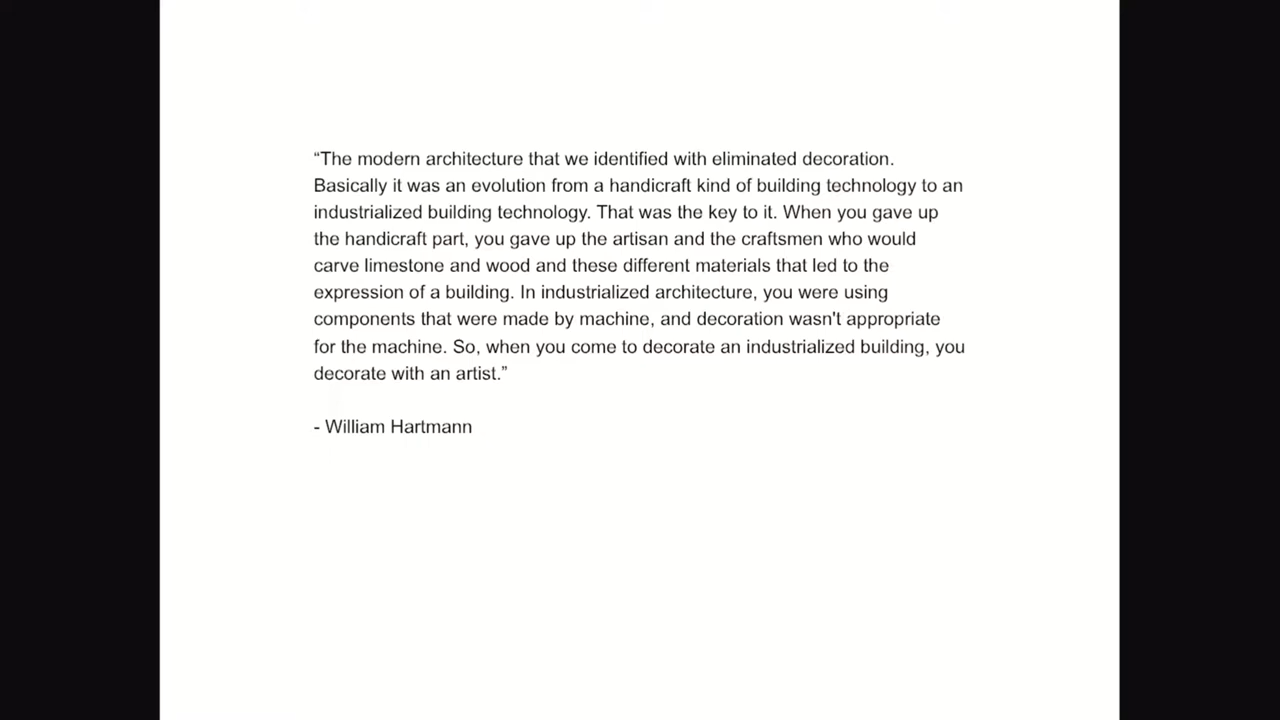 “The modern architecture that we identified with eliminated decoration.
Basically it was an evolution from a handicraft kind of building technology to an
industrialized building technology. That was the key to it. When you gave up
the handicraft part, you gave up the artisan and the craftsmen who would
carve limestone and wood and these different materials that led to the
expression of a building. In industrialized architecture, you were using
components that were made by machine, and decoration wasn't appropriate
for the machine. So, when you come to decorate an industrialized building, you
decorate with an artist.”
- William Hartmann